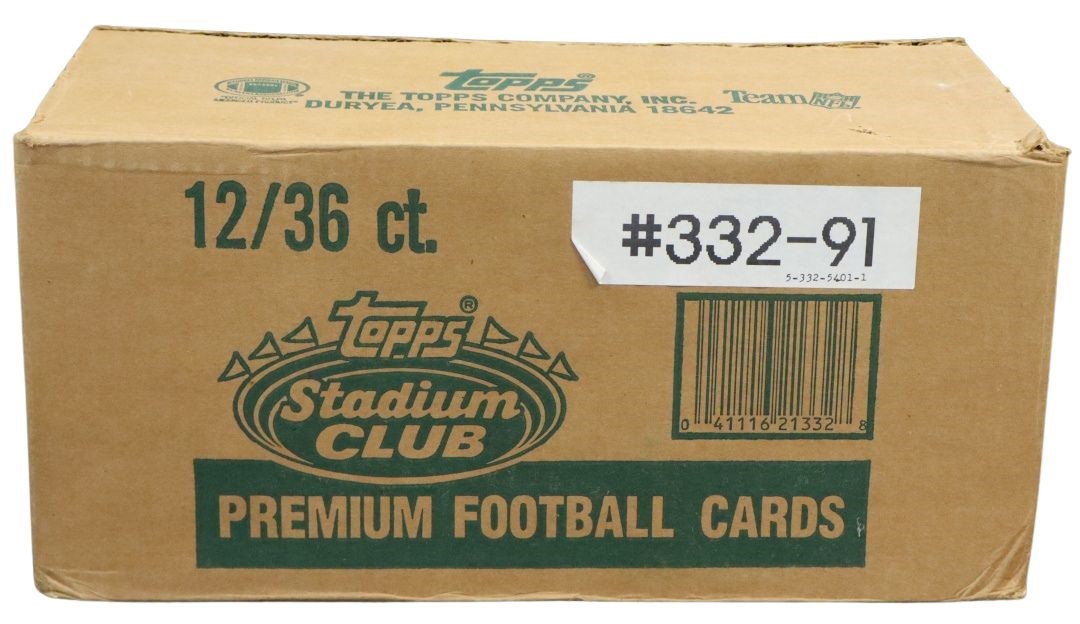 topps®
THE TOPPS COMPANY, INC.
DURYEA, PENNSYLVANIA 18642
Team NFL
12/36 ct.
#332-91
5-332-5401-1
topps®
Stadium
CLUB
0 41116 21332 8
PREMIUM FOOTBALL CARDS